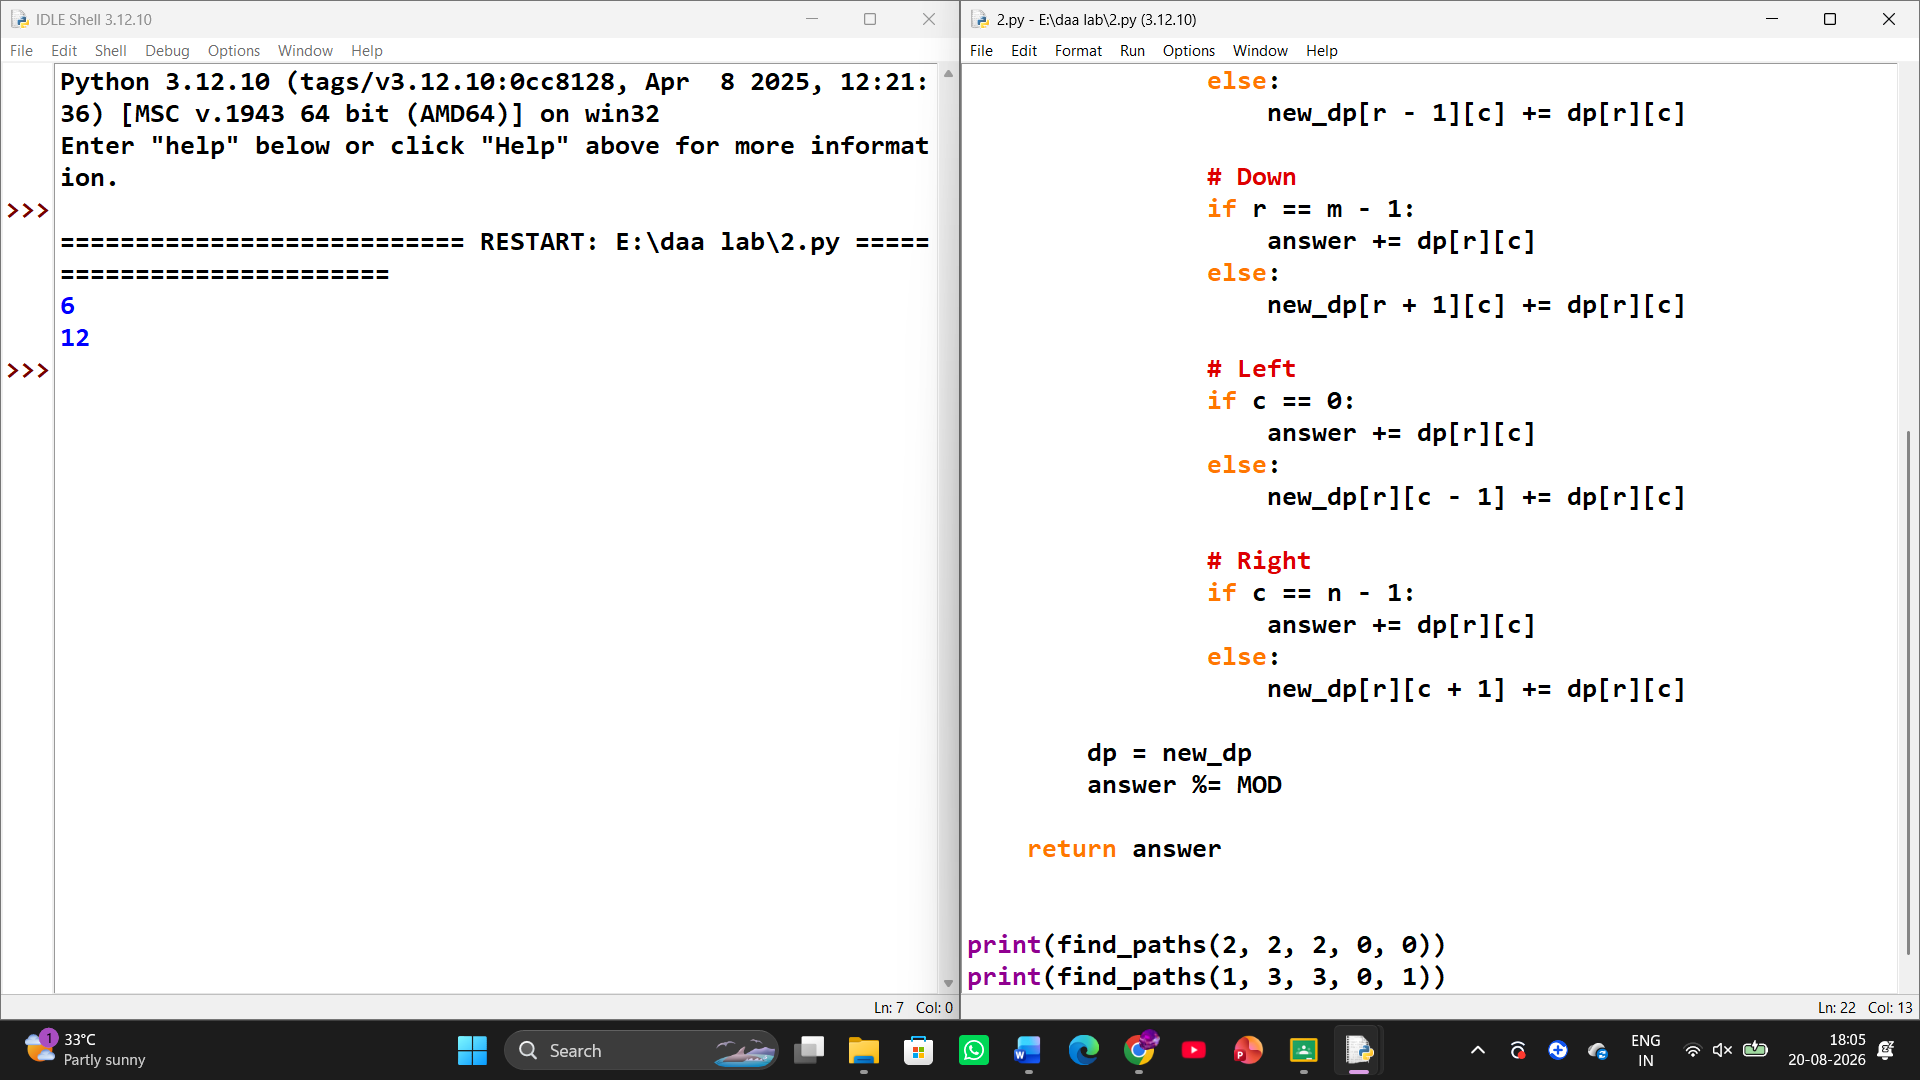 IDLE Shell 3.12.10
File Edit Shell Debug Options Window Help
Python 3.12.10 (tags/v3.12.10:0cc8128, Apr  8 2025, 12:21:
36) [MSC v.1943 64 bit (AMD64)] on win32
Enter "help" below or click "Help" above for more informat
ion.
>>>
=========================== RESTART: E:\daa lab\2.py =====
======================
6
12
>>>
Ln: 7 Col: 0
2.py - E:\daa lab\2.py (3.12.10)
File Edit Format Run Options Window Help
                else:
                    new_dp[r - 1][c] += dp[r][c]
                # Down
                if r == m - 1:
                    answer += dp[r][c]
                else:
                    new_dp[r + 1][c] += dp[r][c]
                # Left
                if c == 0:
                    answer += dp[r][c]
                else:
                    new_dp[r][c - 1] += dp[r][c]
                # Right
                if c == n - 1:
                    answer += dp[r][c]
                else:
                    new_dp[r][c + 1] += dp[r][c]
        dp = new_dp
        answer %= MOD
    return answer
print(find_paths(2, 2, 2, 0, 0))
print(find_paths(1, 3, 3, 0, 1))
Ln: 22 Col: 13
1
33°C
Partly sunny
Search
W
P
ENG
IN
18:05
20-08-2026